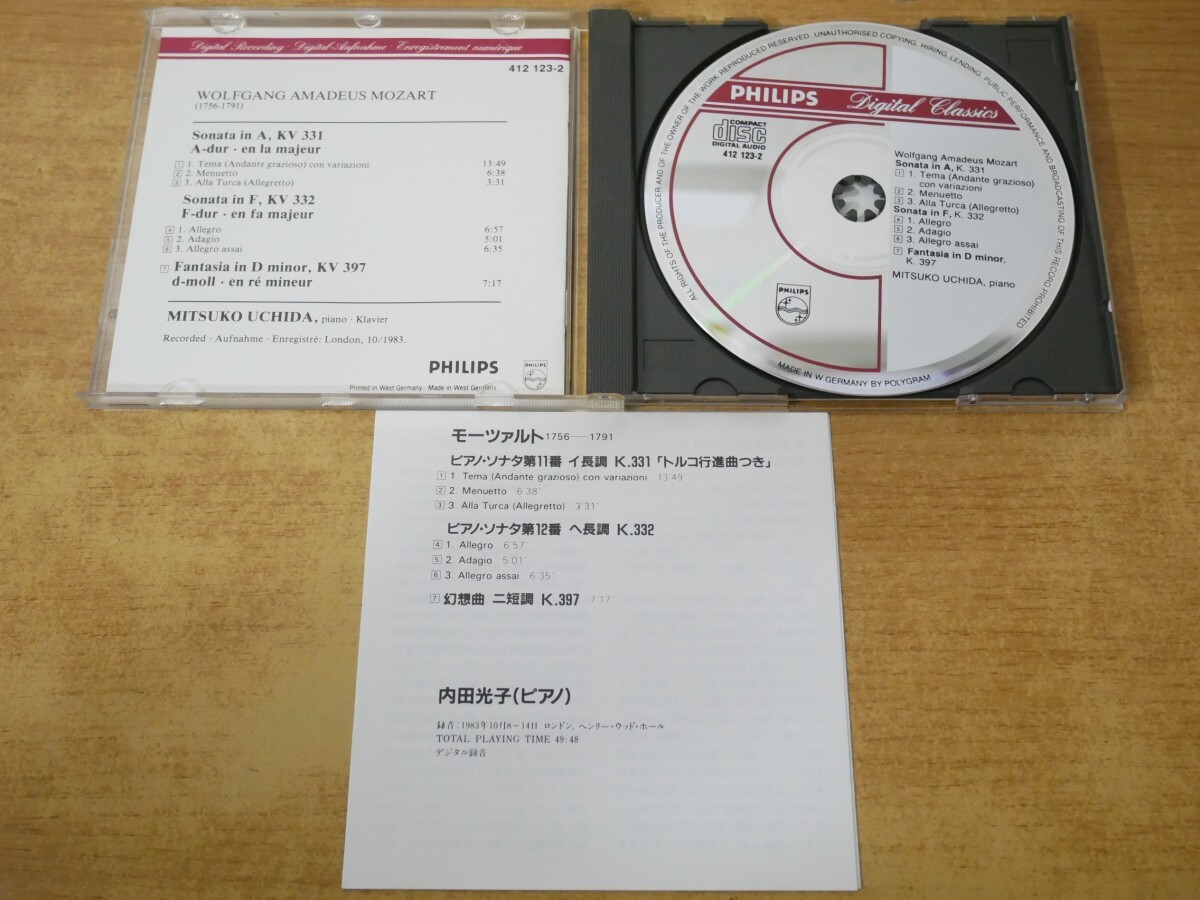 Digital Recording · Digital-Aufnahme · Enregistrement numérique
412 123-2
WOLFGANG AMADEUS MOZART
(1756-1791)
Sonata in A, KV 331
A-dur · en la majeur
1 1. Tema (Andante grazioso) con variazioni 13:49
2 2. Menuetto 6:38
3 3. Alla Turca (Allegretto) 3:31
Sonata in F, KV 332
F-dur · en fa majeur
4 1. Allegro 6:57
5 2. Adagio 5:01
6 3. Allegro assai 6:35
7 Fantasia in D minor, KV 397
d-moll · en ré mineur 7:17
MITSUKO UCHIDA, piano · Klavier
Recorded · Aufnahme · Enregistré: London, 10/1983.
PHILIPS
PHILIPS
Printed in West Germany Made in West Germany
ALL RIGHTS OF THE PRODUCER AND OF THE OWNER OF THE WORK REPRODUCED RESERVED. UNAUTHORISED COPYING, HIRING, LENDING, PUBLIC PERFORMANCE AND BROADCASTING OF THIS RECORD PROHIBITED
PHILIPS Digital Classics
COMPACT
disc
DIGITAL AUDIO
412 123-2
Wolfgang Amadeus Mozart
Sonata in A, K. 331
1 1. Tema (Andante grazioso)
con variazioni
2 2. Menuetto
3 3. Alla Turca (Allegretto)
Sonata in F, K. 332
4 1. Allegro
5 2. Adagio
6 3. Allegro assai
7 Fantasia in D minor,
K. 397
MITSUKO UCHIDA, piano
PHILIPS
MADE IN W.GERMANY BY POLYGRAM
モーツァルト1756—1791
ピアノ・ソナタ第11番 イ長調 K.331「トルコ行進曲つき」
1 1. Tema (Andante grazioso) con variazioni 13'49"
2 2. Menuetto 6'38"
3 3. Alla Turca (Allegretto) 3'31"
ピアノ・ソナタ第12番 ヘ長調 K.332
4 1. Allegro 6'57"
5 2. Adagio 5'01"
6 3. Allegro assai 6'35"
7 幻想曲 ニ短調 K.397 7'17"
内田光子(ピアノ)
録音:1983年10月8-14日 ロンドン, ヘンリー・ウッド・ホール
TOTAL PLAYING TIME 49:48
デジタル録音